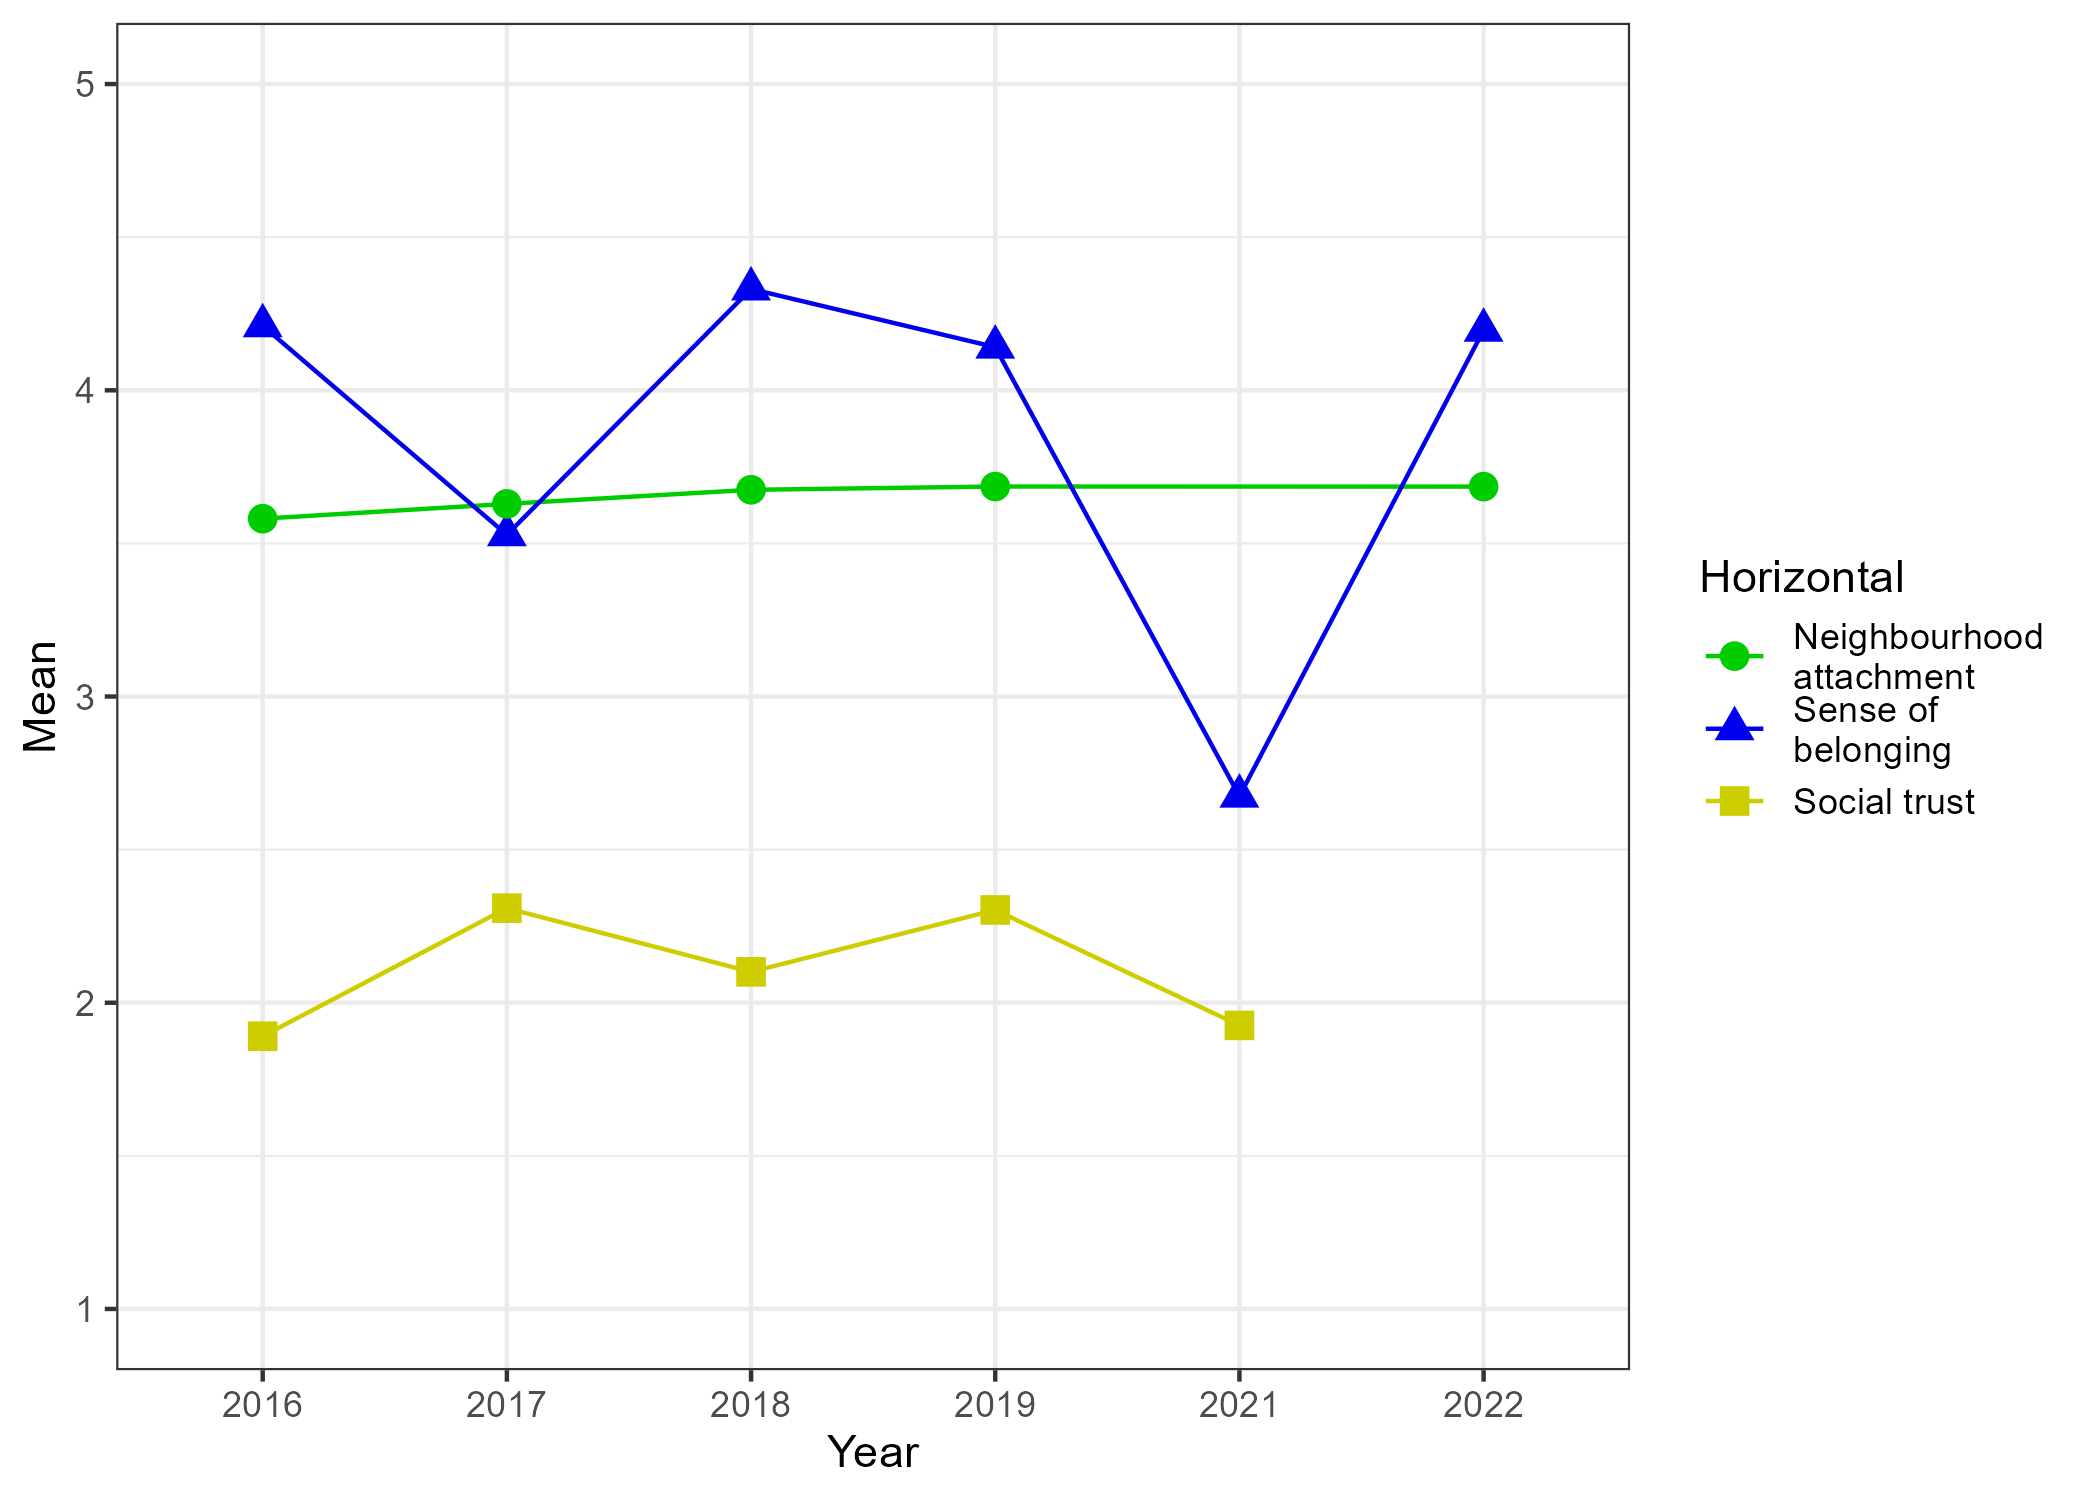 5
4
3
2
1
Mean
2016 2017 2018 2019 2021 2022
Year
Horizontal
Neighbourhood
attachment
Sense of
belonging
Social trust